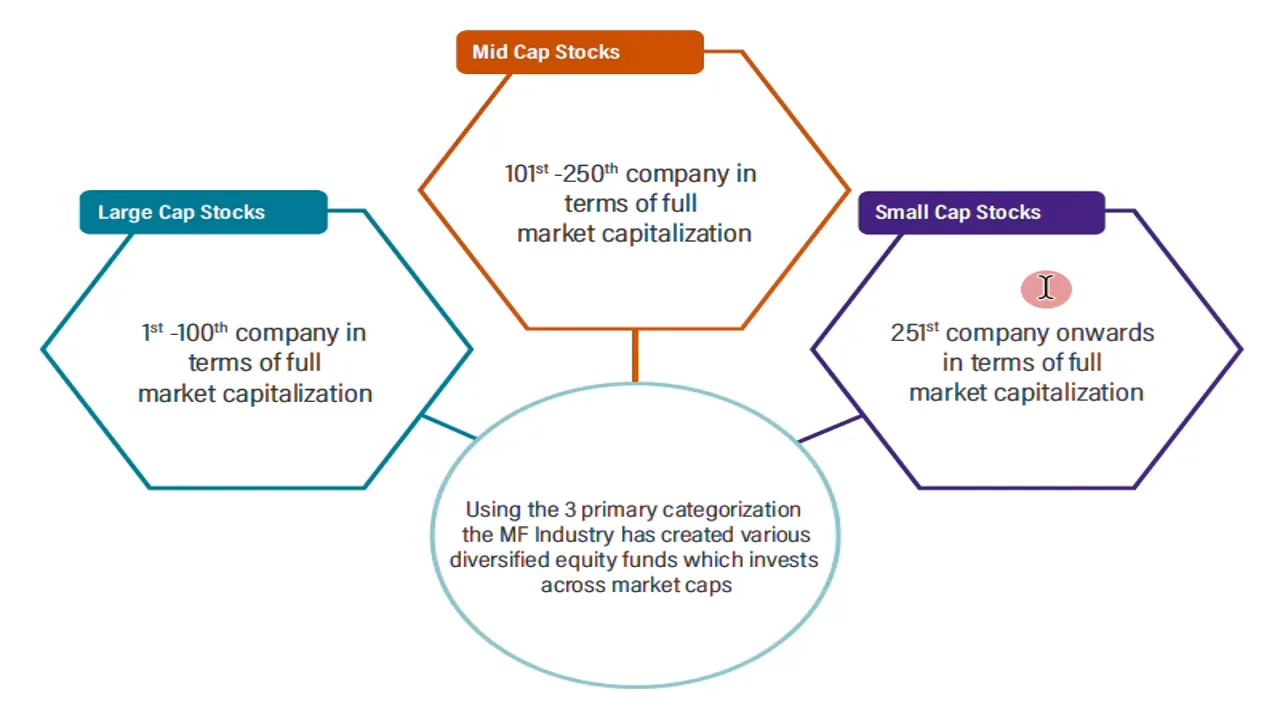 Mid Cap Stocks
101st -250th company in
terms of full
market capitalization
Large Cap Stocks
1st -100th company in
terms of full
market capitalization
Small Cap Stocks
251st company onwards
in terms of full
market capitalization
Using the 3 primary categorization
the MF Industry has created various
diversified equity funds which invests
across market caps